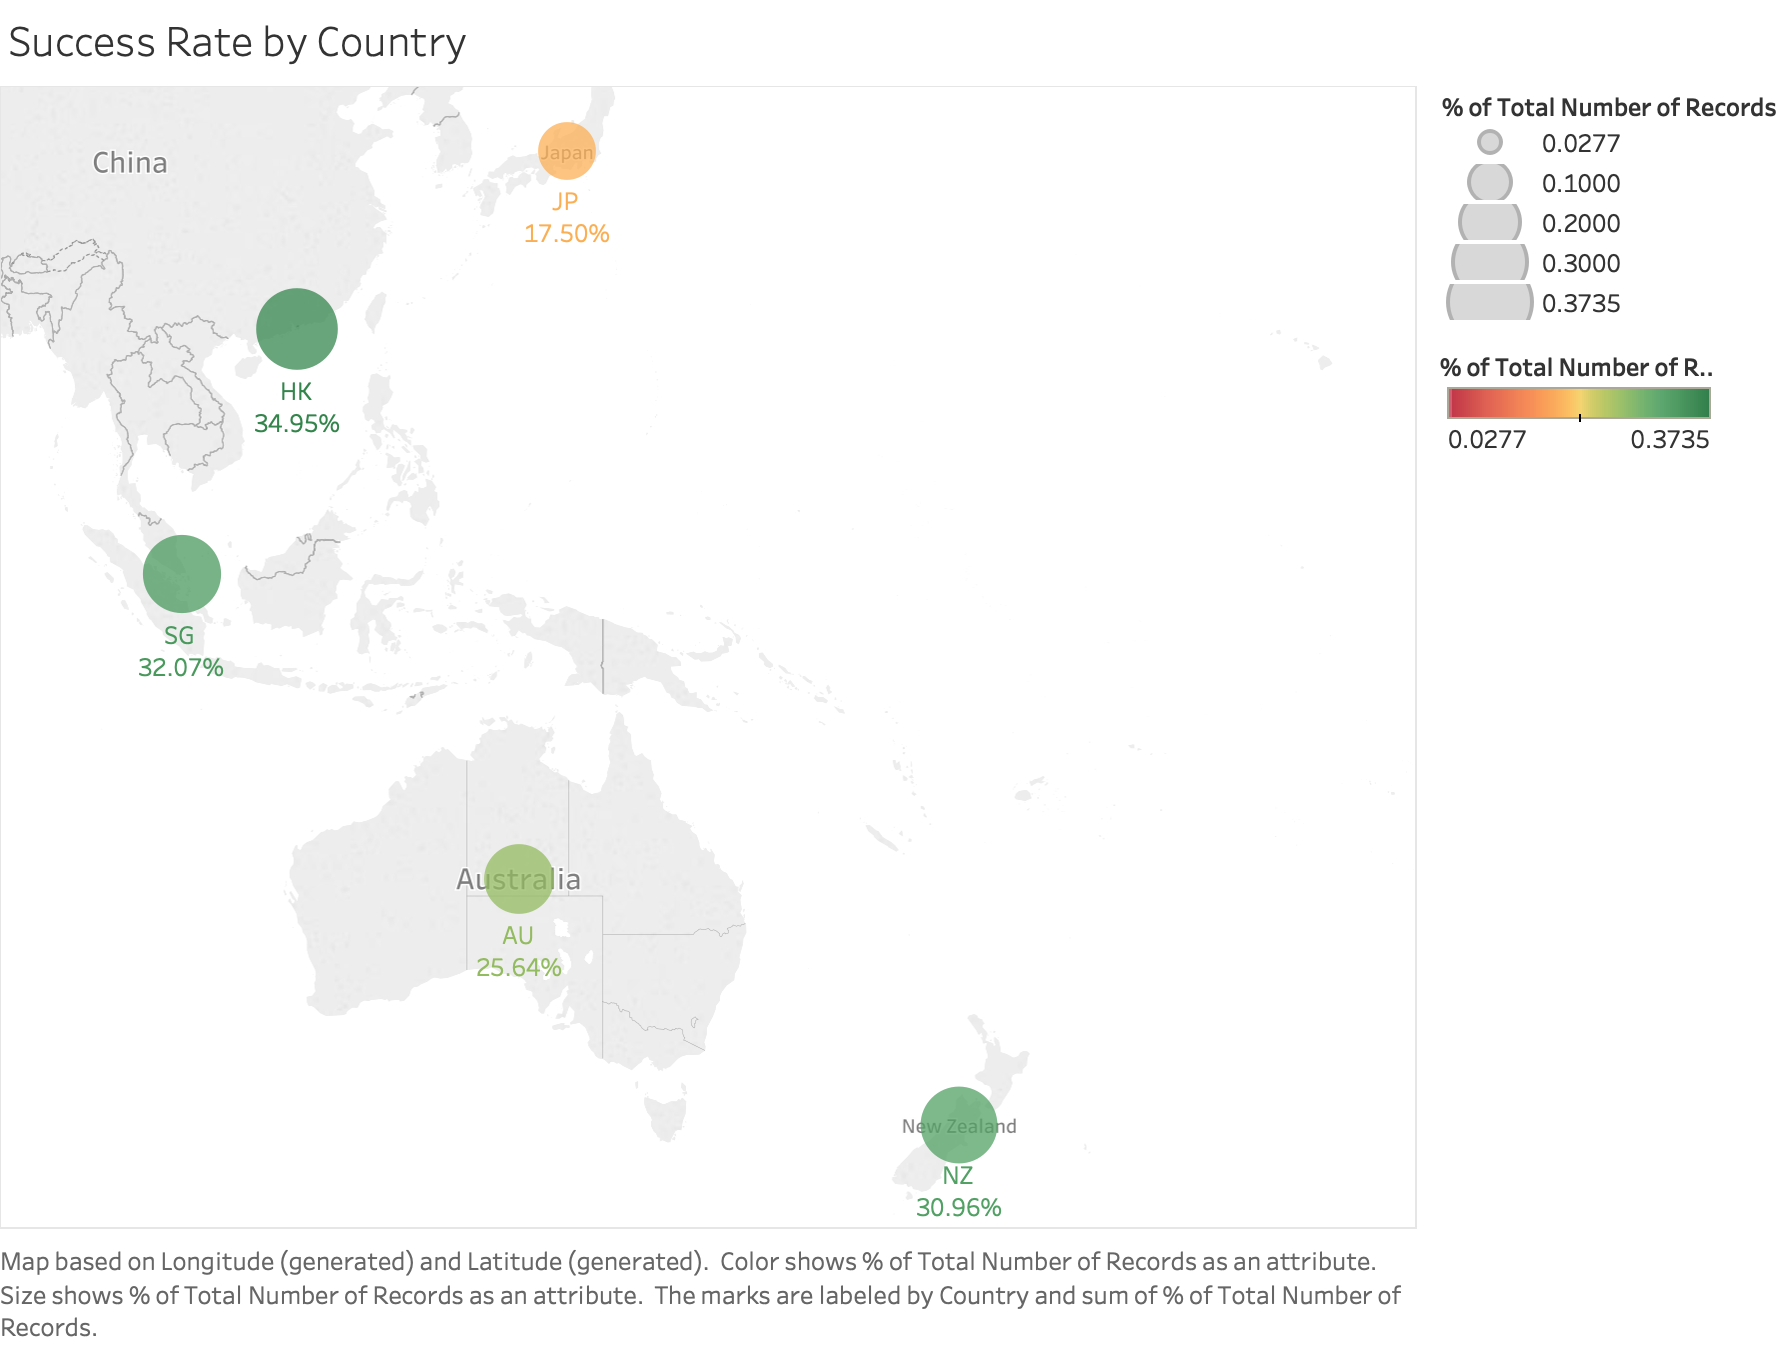 Success Rate by Country
% of Total Number of Records
0.0277
0.1000
0.2000
0.3000
0.3735
% of Total Number of R..
0.0277 0.3735
China
Japan
JP
17.50%
HK
34.95%
SG
32.07%
Australia
AU
25.64%
New Zealand
NZ
30.96%
Map based on Longitude (generated) and Latitude (generated).  Color shows % of Total Number of Records as an attribute.
Size shows % of Total Number of Records as an attribute.  The marks are labeled by Country and sum of % of Total Number of
Records.